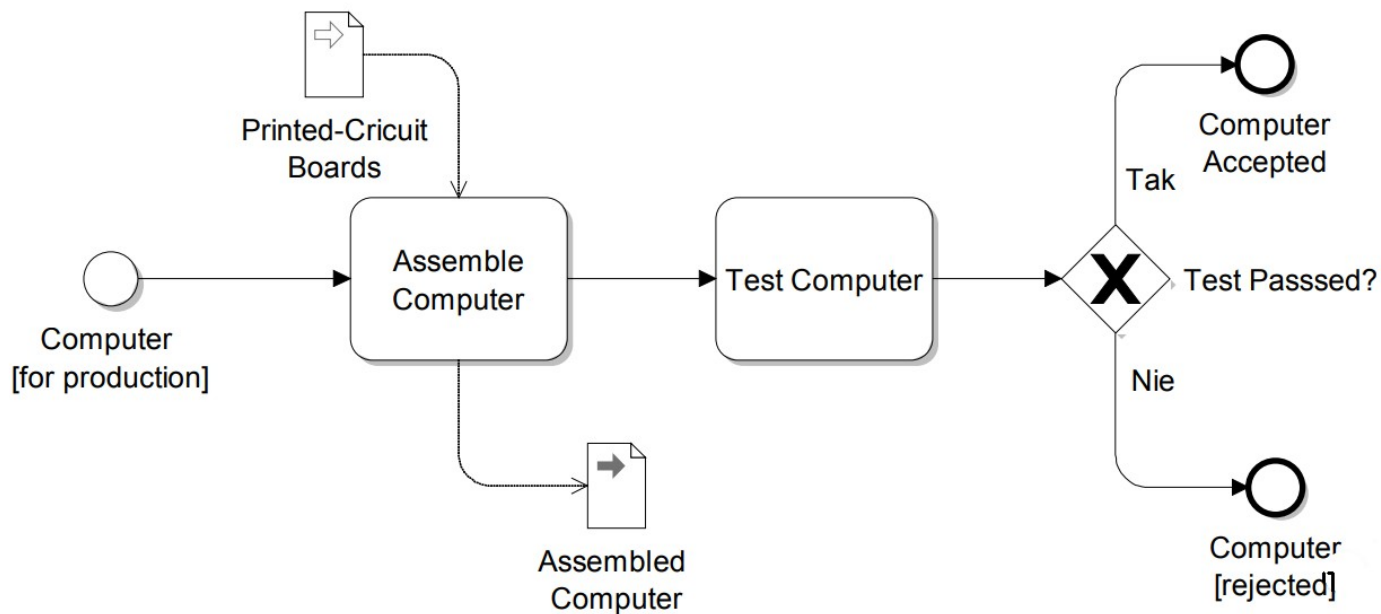 Printed-Cricuit
Boards
Computer
[for production]
Assemble
Computer
Assembled
Computer
Test Computer
X
Test Passsed?
Tak
Computer
Accepted
Nie
Computer
[rejected]